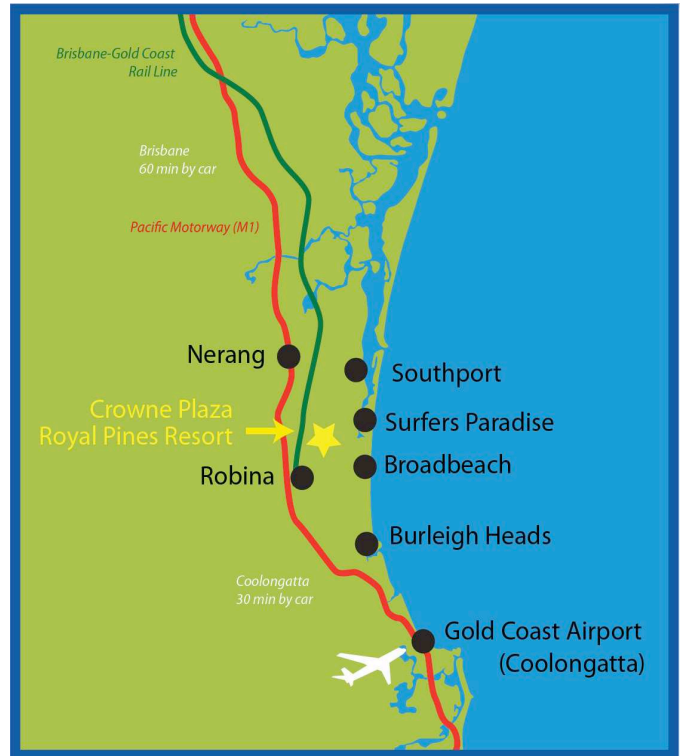 Brisbane-Gold Coast
Rail Line
Brisbane
60 min by car
Pacific Motorway (M1)
Nerang
Southport
Crowne Plaza
Royal Pines Resort
Surfers Paradise
Broadbeach
Robina
Burleigh Heads
Coolongatta
30 min by car
Gold Coast Airport
(Coolongatta)